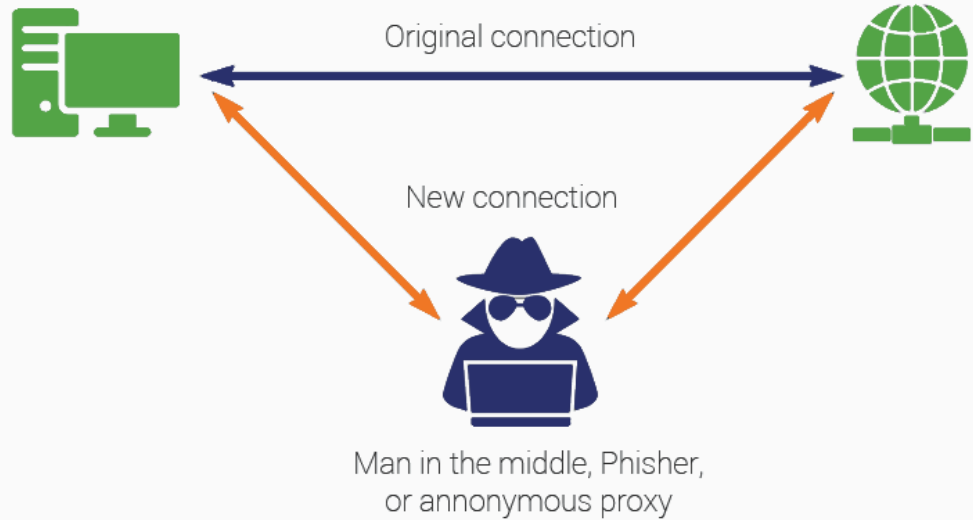 Original connection
New connection
Man in the middle, Phisher,
or annonymous proxy